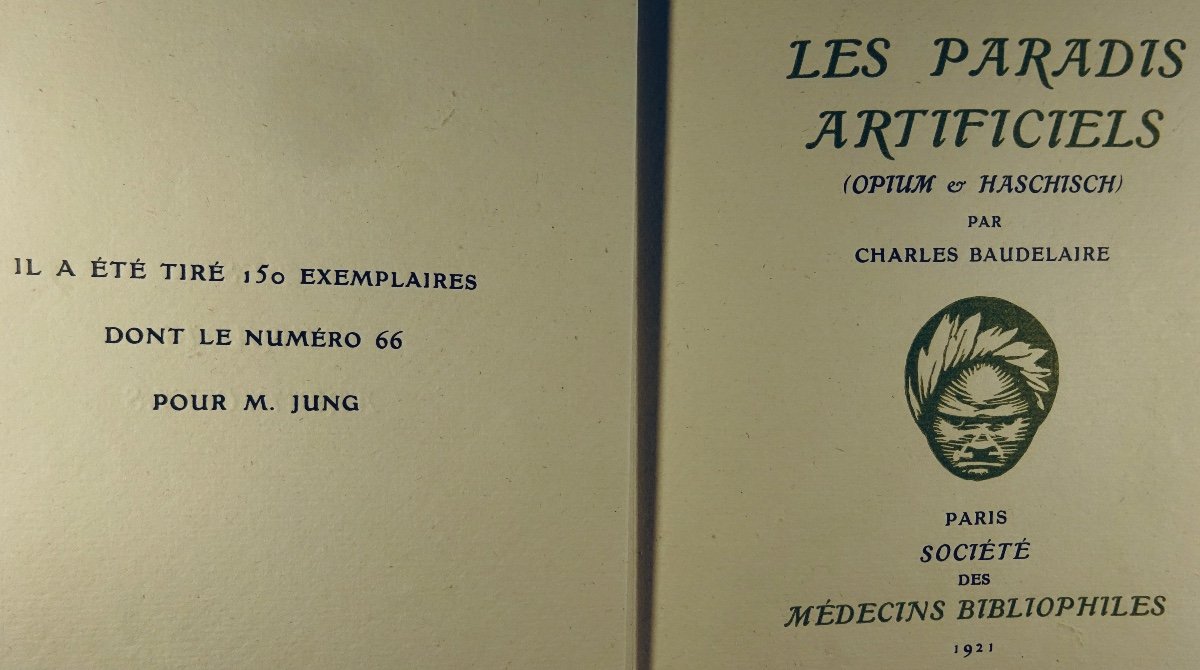 IL A ÉTÉ TIRÉ 150 EXEMPLAIRES
DONT LE NUMÉRO 66
POUR M. JUNG
LES PARADIS
ARTIFICIELS
(OPIUM & HASCHISCH)
PAR
CHARLES BAUDELAIRE
PARIS
SOCIÉTÉ
DES
MÉDECINS BIBLIOPHILES
1921